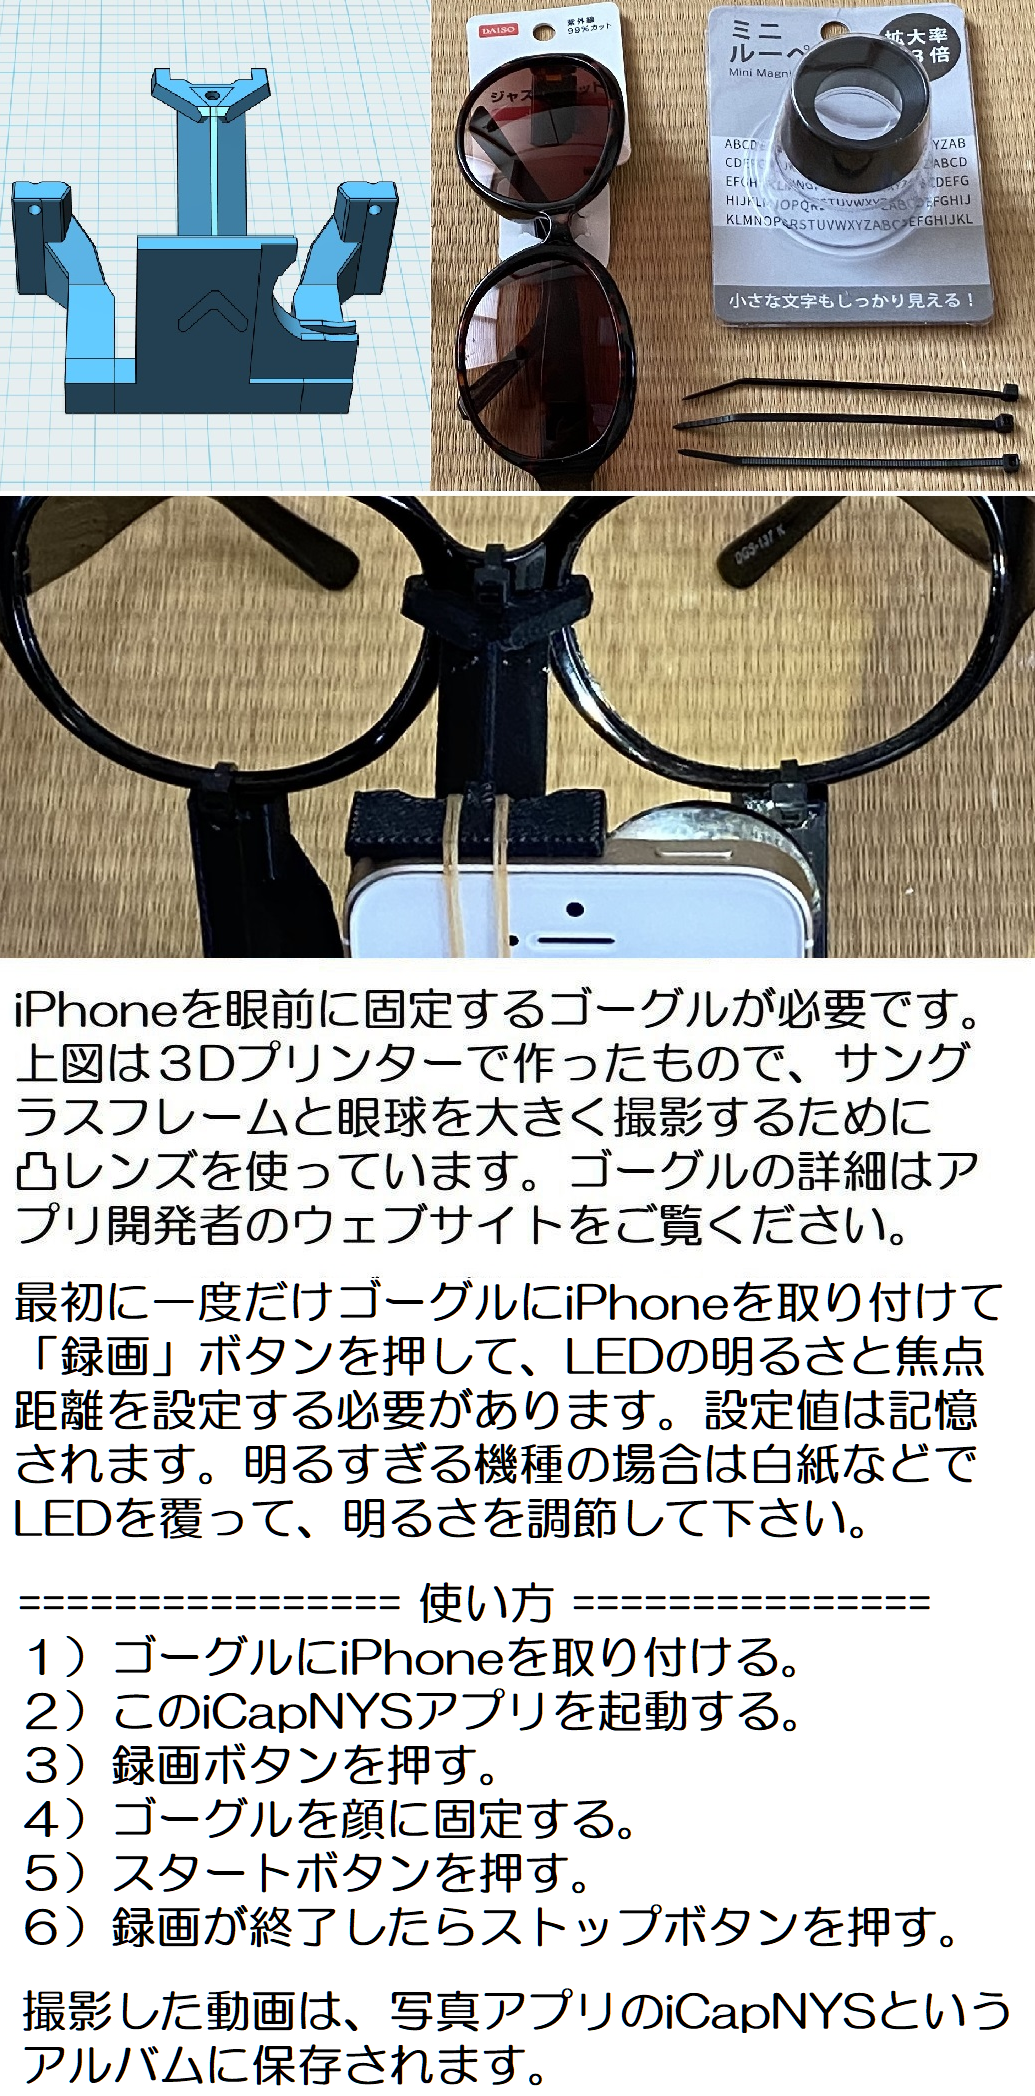 DAISO
紫外線
99%カット
ミニ
ルーペ
Mini
拡大率
倍
小さな文字もしっかり見える！
DGS-137 K
iPhoneを眼前に固定するゴーグルが必要です。
上図は３Dプリンターで作ったもので、サング
ラスフレームと眼球を大きく撮影するために
凸レンズを使っています。ゴーグルの詳細はア
プリ開発者のウェブサイトをご覧ください。
最初に一度だけゴーグルにiPhoneを取り付けて
「録画」ボタンを押して、LEDの明るさと焦点
距離を設定する必要があります。設定値は記憶
されます。明るすぎる機種の場合は白紙などで
LEDを覆って、明るさを調節して下さい。
================ 使い方 ===============
１）ゴーグルにiPhoneを取り付ける。
２）このiCapNYSアプリを起動する。
３）録画ボタンを押す。
４）ゴーグルを顔に固定する。
５）スタートボタンを押す。
６）録画が終了したらストップボタンを押す。
撮影した動画は、写真アプリのiCapNYSという
アルバムに保存されます。